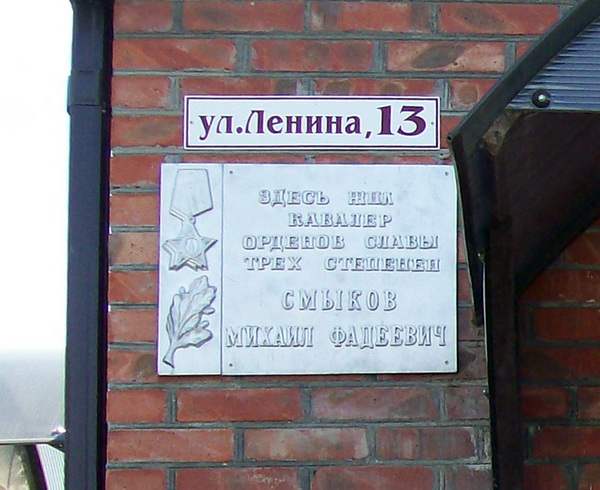 ул.Ленина, 13
ЗДЕСЬ ЖИЛ
КАВАЛЕР
ОРДЕНОВ СЛАВЫ
ТРЕХ СТЕПЕНЕЙ
СМЫКОВ
МИХАИЛ ФАДЕЕВИЧ